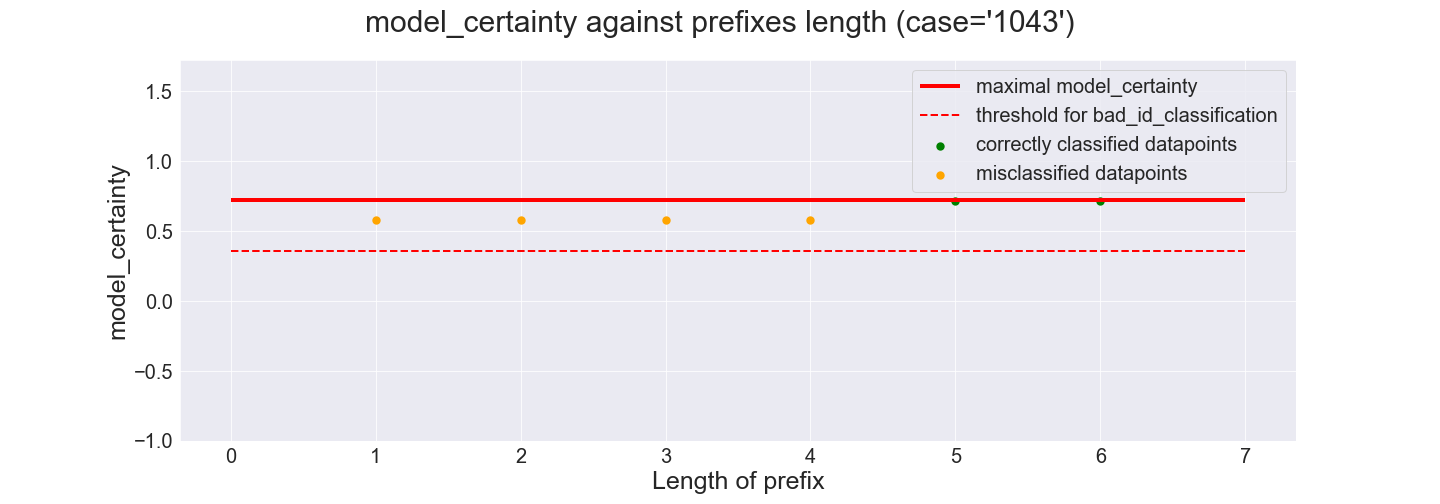 model_certainty against prefixes length (case='1043')
maximal model_certainty
threshold for bad_id_classification
correctly classified datapoints
misclassified datapoints
model_certainty
1.5
1.0
0.5
0.0
−0.5
−1.0
0 1 2 3 4 5 6 7
Length of prefix